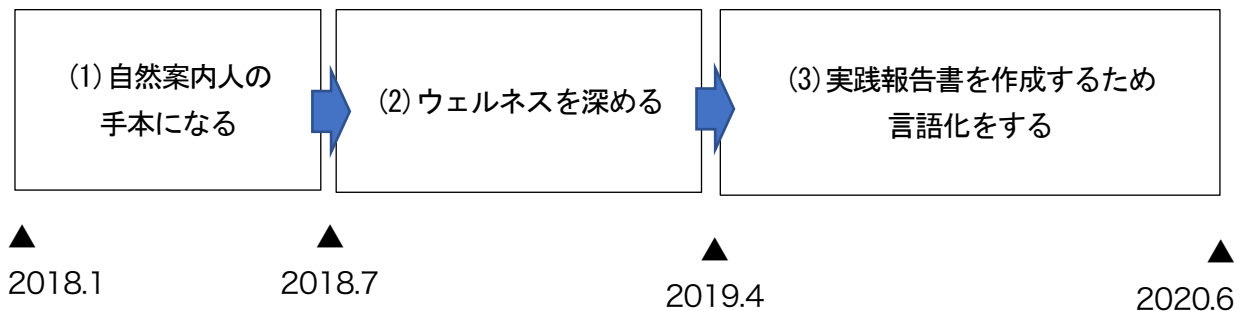 (1)自然案内人の
手本になる
(2)ウェルネスを深める
(3)実践報告書を作成するため
言語化をする
▲
▲
▲
▲
2018.1
2018.7
2019.4
2020.6